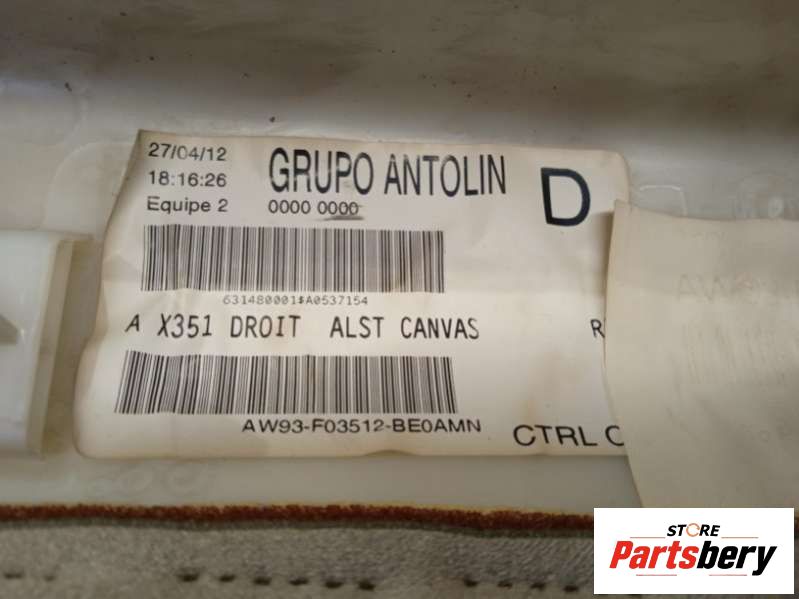 27/04/12
GRUPO ANTOLIN
D
18:16:26
Equipe 2
0000 0000
631480001$A0537154
A X351 DROIT ALST CANVAS
AW93-F03512-BE0AMN
CTRL
STORE
Partsbery